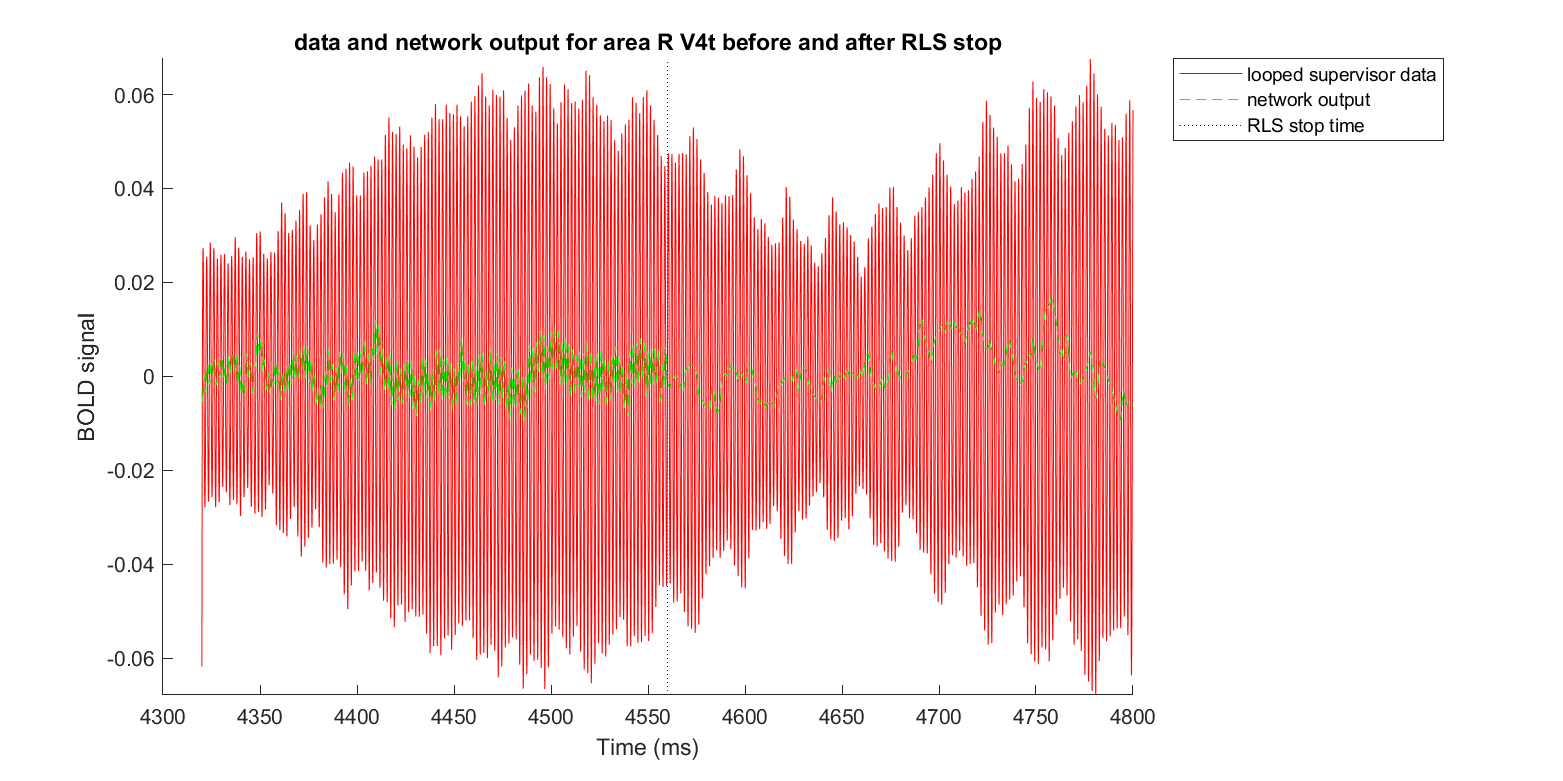 data and network output for area R V4t before and after RLS stop
looped supervisor data
network output
RLS stop time
0.06
0.04
0.02
0
-0.02
-0.04
-0.06
BOLD signal
4300 4350 4400 4450 4500 4550 4600 4650 4700 4750 4800
Time (ms)